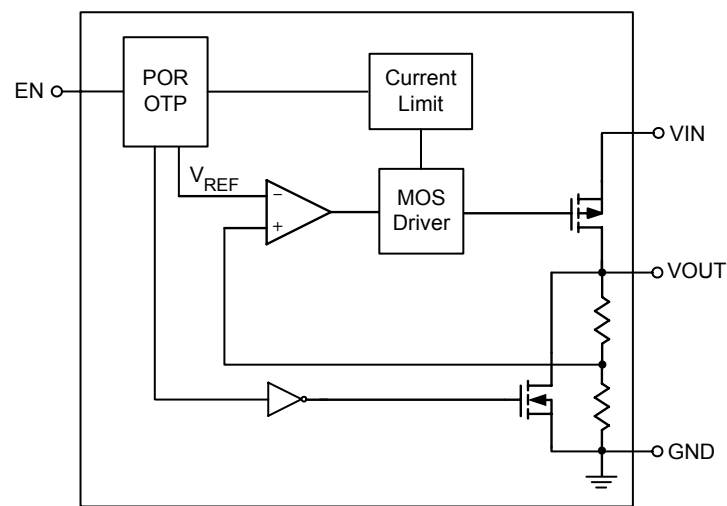 EN
POR
OTP
Current
Limit
VIN
VREF
−
+
MOS
Driver
VOUT
GND